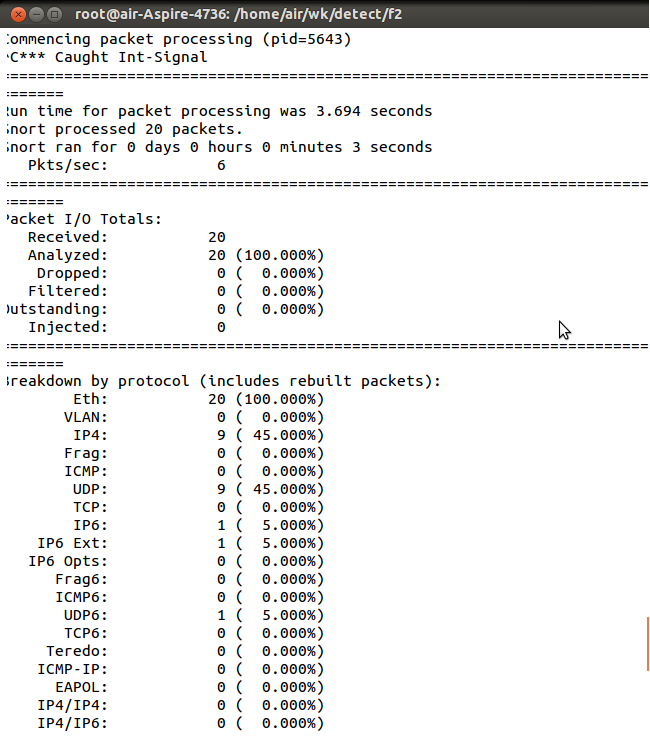 root@air-Aspire-4736: /home/air/wk/detect/f2
Commencing packet processing (pid=5643)
^C*** Caught Int-Signal
========================================================================
=======
Run time for packet processing was 3.694 seconds
Snort processed 20 packets.
Snort ran for 0 days 0 hours 0 minutes 3 seconds
Pkts/sec: 6
========================================================================
=======
Packet I/O Totals:
Received: 20
Analyzed: 20 (100.000%)
Dropped: 0 ( 0.000%)
Filtered: 0 ( 0.000%)
Outstanding: 0 ( 0.000%)
Injected: 0
========================================================================
=======
Breakdown by protocol (includes rebuilt packets):
Eth: 20 (100.000%)
VLAN: 0 ( 0.000%)
IP4: 9 ( 45.000%)
Frag: 0 ( 0.000%)
ICMP: 0 ( 0.000%)
UDP: 9 ( 45.000%)
TCP: 0 ( 0.000%)
IP6: 1 ( 5.000%)
IP6 Ext: 1 ( 5.000%)
IP6 Opts: 0 ( 0.000%)
Frag6: 0 ( 0.000%)
ICMP6: 0 ( 0.000%)
UDP6: 1 ( 5.000%)
TCP6: 0 ( 0.000%)
Teredo: 0 ( 0.000%)
ICMP-IP: 0 ( 0.000%)
EAPOL: 0 ( 0.000%)
IP4/IP4: 0 ( 0.000%)
IP4/IP6: 0 ( 0.000%)